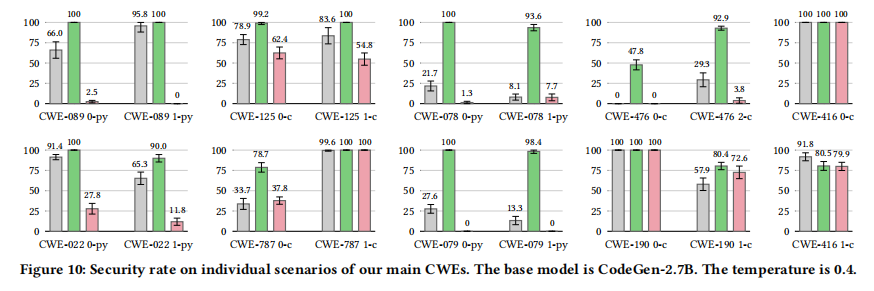 100 95.8 100 99.2 100 93.6 92.9 100 100 100
100 66.0 78.9 62.4 83.6 54.8 100 47.8 100
75 75 75 75 75
50 50 50 50 50
25 25 25 21.7 25 29.3 25
0 2.5 0 0 0 1.3 8.1 7.7 0 0 0 3.8 0
CWE-089 0-py CWE-089 1-py CWE-125 0-c CWE-125 1-c CWE-078 0-py CWE-078 1-py CWE-476 0-c CWE-476 2-c CWE-416 0-c
91.4 100 90.0 78.7 99.6 100 100 100 98.4 100 100 100 80.4 72.6 91.8 80.5 79.9
100 65.3 100 100 100 57.9 100
75 75 75 75 75
50 27.8 50 33.7 37.8 50 27.6 50 50
25 11.8 25 25 13.3 25 25
0 0 0 0 0 0 0
CWE-022 0-py CWE-022 1-py CWE-787 0-c CWE-787 1-c CWE-079 0-py CWE-079 1-py CWE-190 0-c CWE-190 1-c CWE-416 1-c
Figure 10: Security rate on individual scenarios of our main CWEs. The base model is CodeGen-2.7B. The temperature is 0.4.